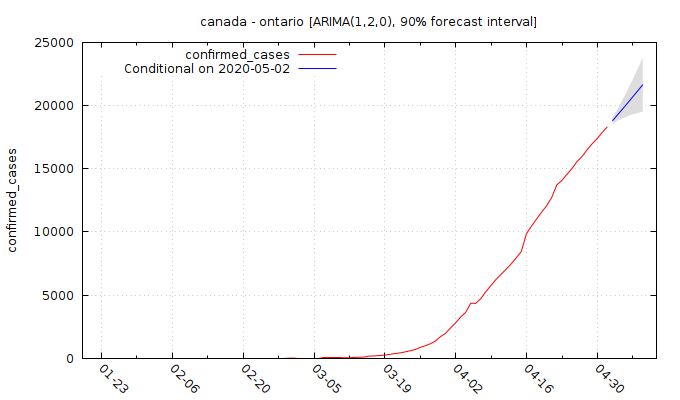 canada - ontario [ARIMA(1,2,0), 90% forecast interval]
25000
confirmed_cases
Conditional on 2020-05-02
20000
15000
confirmed_cases
10000
5000
0
01-23 02-06 02-20 03-05 03-19 04-02 04-16 04-30